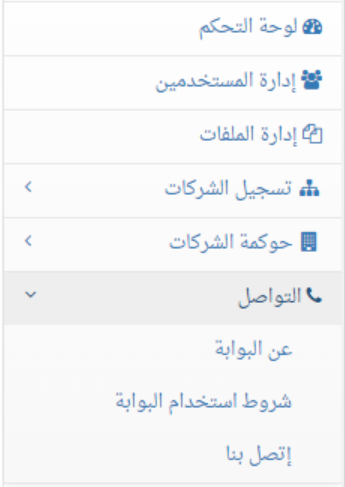 لوحة التحكم
إدارة المستخدمين
إدارة الملفات
تسجيل الشركات
حوكمة الشركات
التواصل
عن البوابة
شروط استخدام البوابة
إتصل بنا